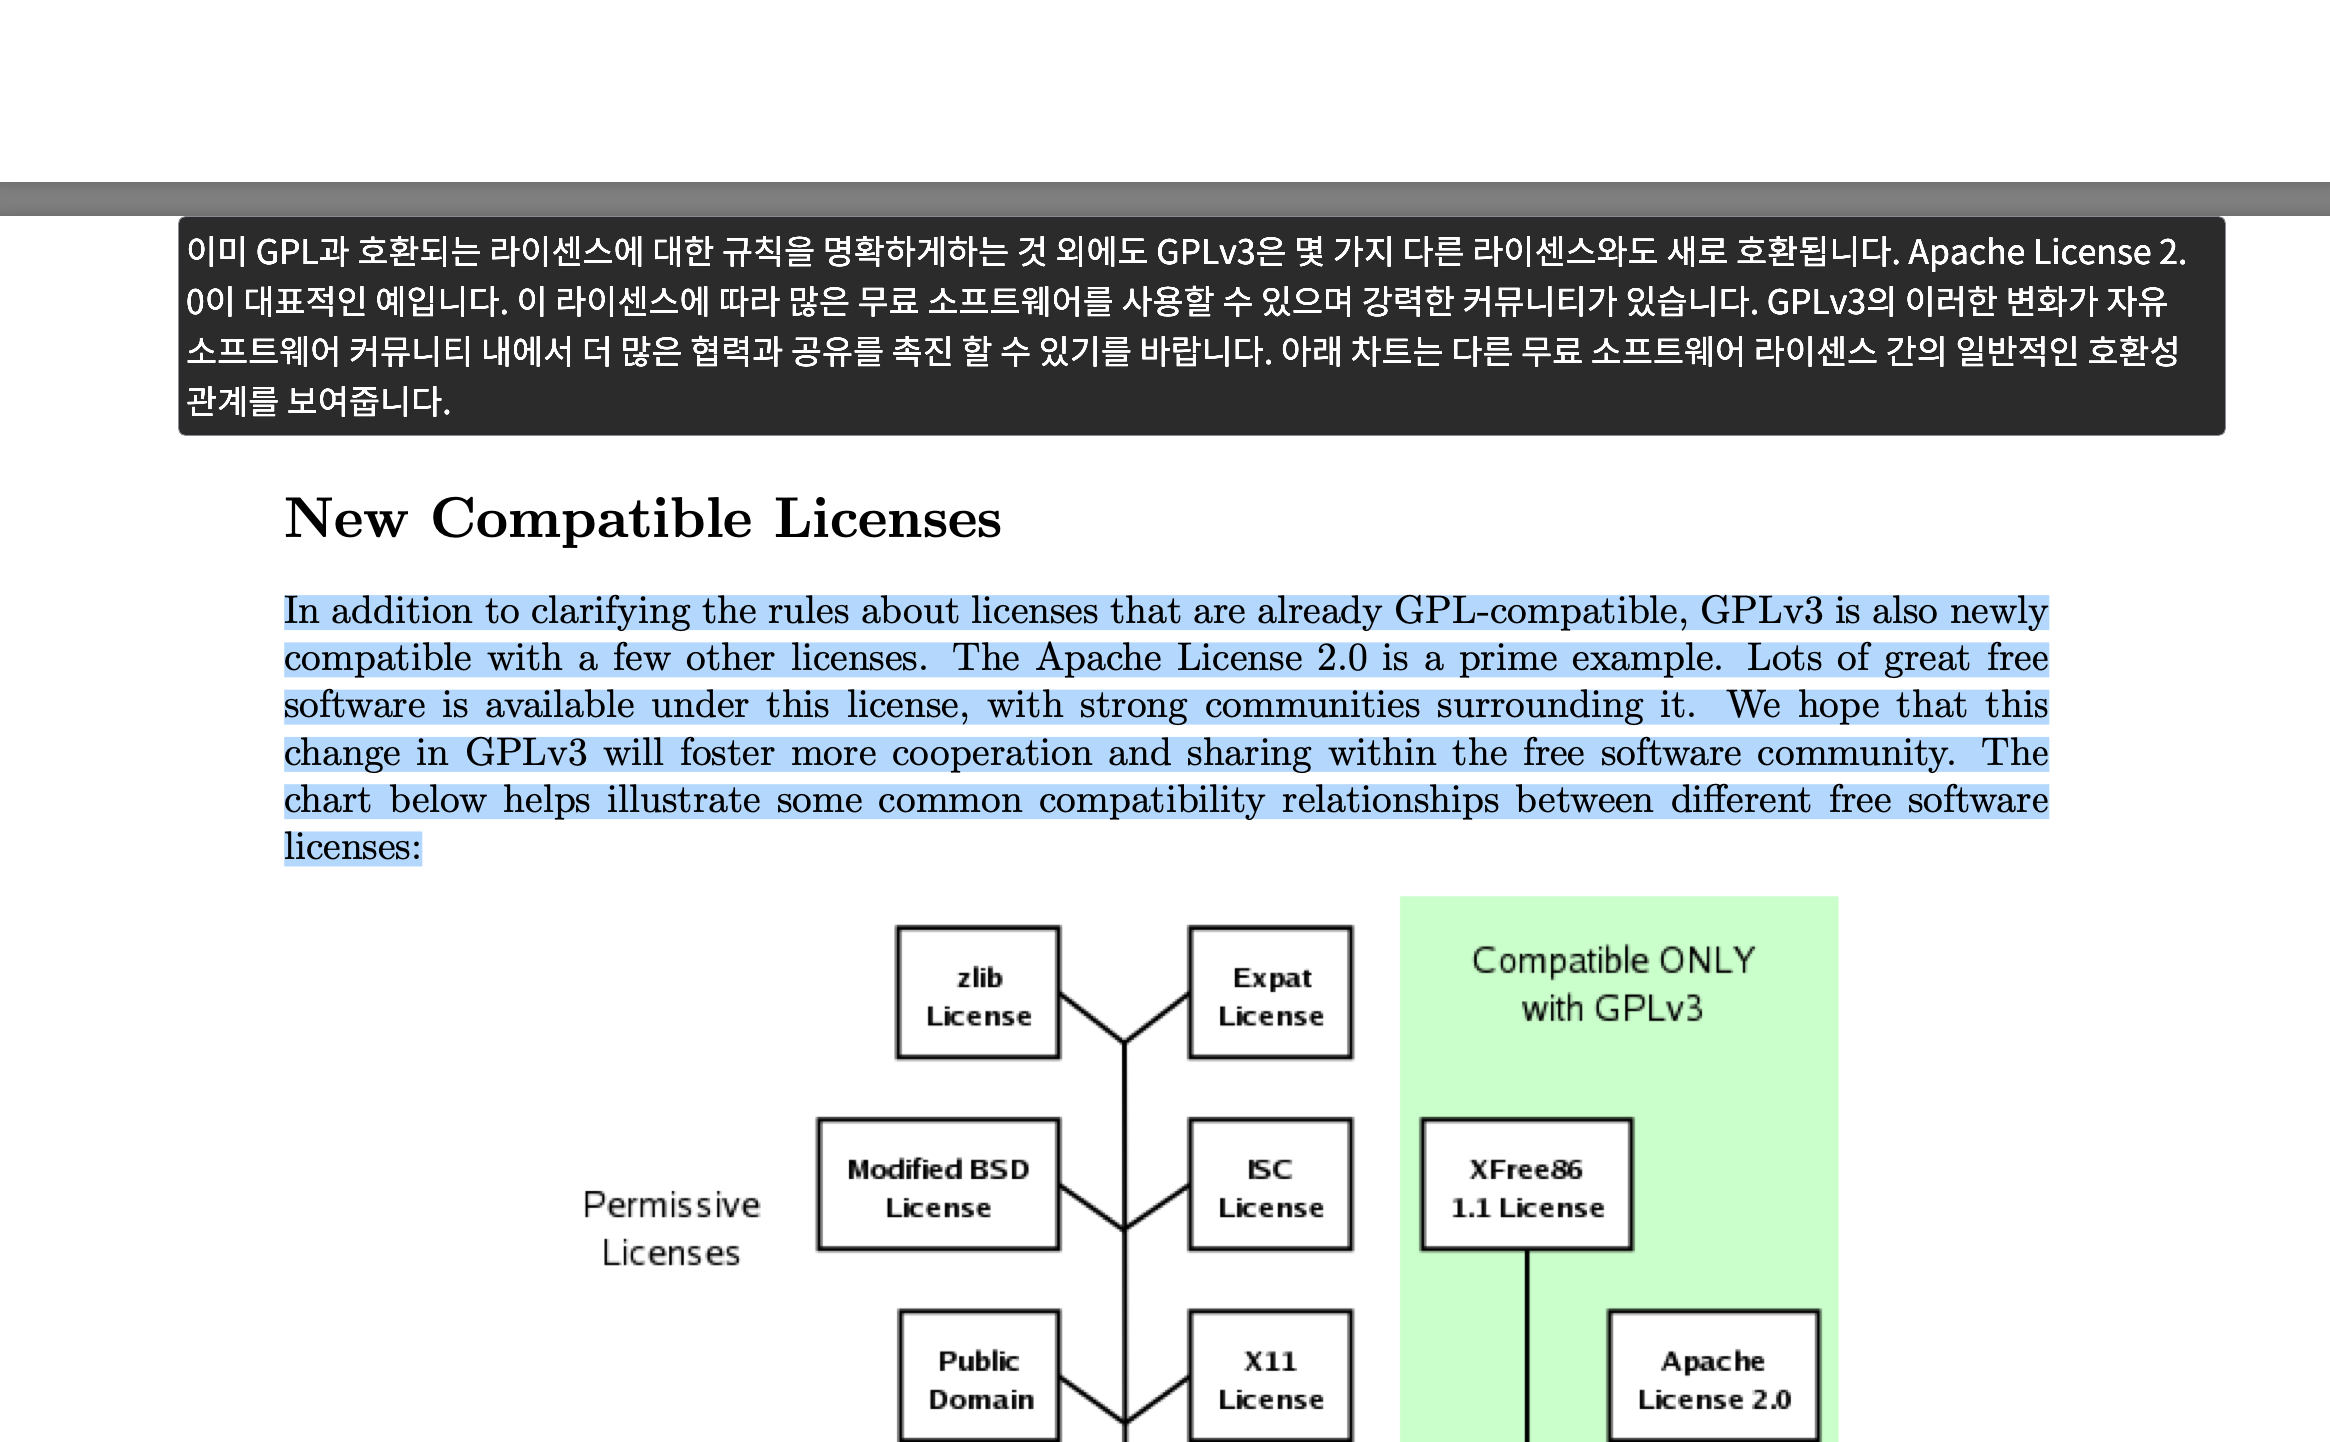 이미 GPL과 호환되는 라이센스에 대한 규칙을 명확하게하는 것 외에도 GPLv3은 몇 가지 다른 라이센스와도 새로 호환됩니다. Apache License 2.
0이 대표적인 예입니다. 이 라이센스에 따라 많은 무료 소프트웨어를 사용할 수 있으며 강력한 커뮤니티가 있습니다. GPLv3의 이러한 변화가 자유
소프트웨어 커뮤니티 내에서 더 많은 협력과 공유를 촉진 할 수 있기를 바랍니다. 아래 차트는 다른 무료 소프트웨어 라이센스 간의 일반적인 호환성
관계를 보여줍니다.
New Compatible Licenses
In addition to clarifying the rules about licenses that are already GPL-compatible, GPLv3 is also newly
compatible with a few other licenses. The Apache License 2.0 is a prime example. Lots of great free
software is available under this license, with strong communities surrounding it. We hope that this
change in GPLv3 will foster more cooperation and sharing within the free software community. The
chart below helps illustrate some common compatibility relationships between different free software
licenses:
zlib
License
Expat
License
Compatible ONLY
with GPLv3
Permissive
Licenses
Modified BSD
License
ISC
License
XFree86
1.1 License
Public
Domain
X11
License
Apache
License 2.0